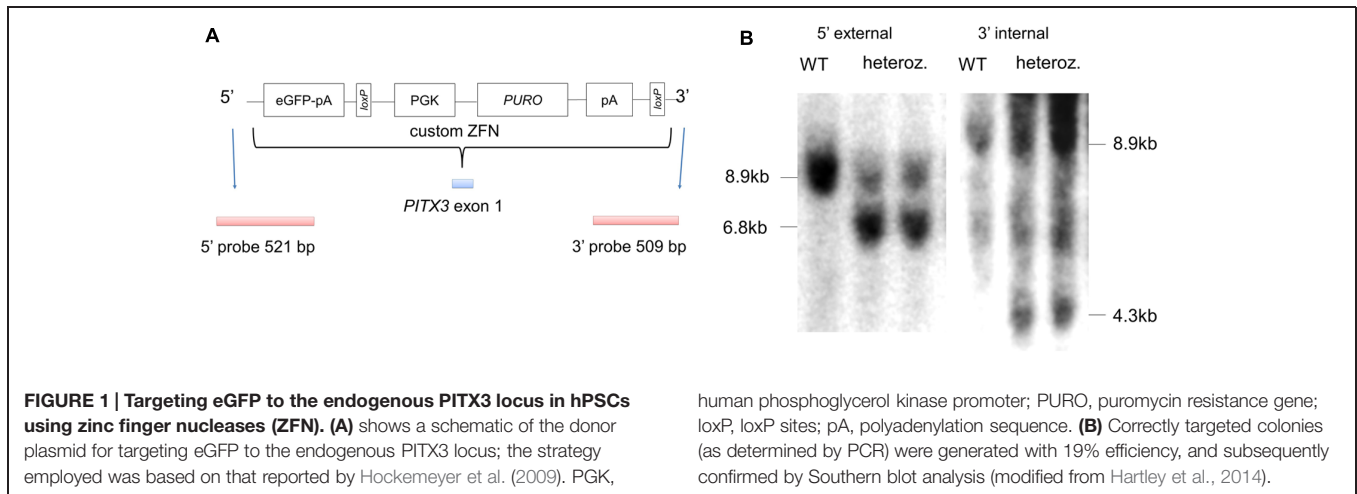 A
5’ eGFP-pA loxP PGK PURO pA loxP 3’
custom ZFN
PITX3 exon 1
5’ probe 521 bp 3’ probe 509 bp
B
5’ external 3’ internal
WT heteroz. WT heteroz.
8.9kb
6.8kb
8.9kb
4.3kb
FIGURE 1 | Targeting eGFP to the endogenous PITX3 locus in hPSCs
using zinc finger nucleases (ZFN). (A) shows a schematic of the donor
plasmid for targeting eGFP to the endogenous PITX3 locus; the strategy
employed was based on that reported by Hockemeyer et al. (2009). PGK,
human phosphoglycerol kinase promoter; PURO, puromycin resistance gene;
loxP, loxP sites; pA, polyadenylation sequence. (B) Correctly targeted colonies
(as determined by PCR) were generated with 19% efficiency, and subsequently
confirmed by Southern blot analysis (modified from Hartley et al., 2014).